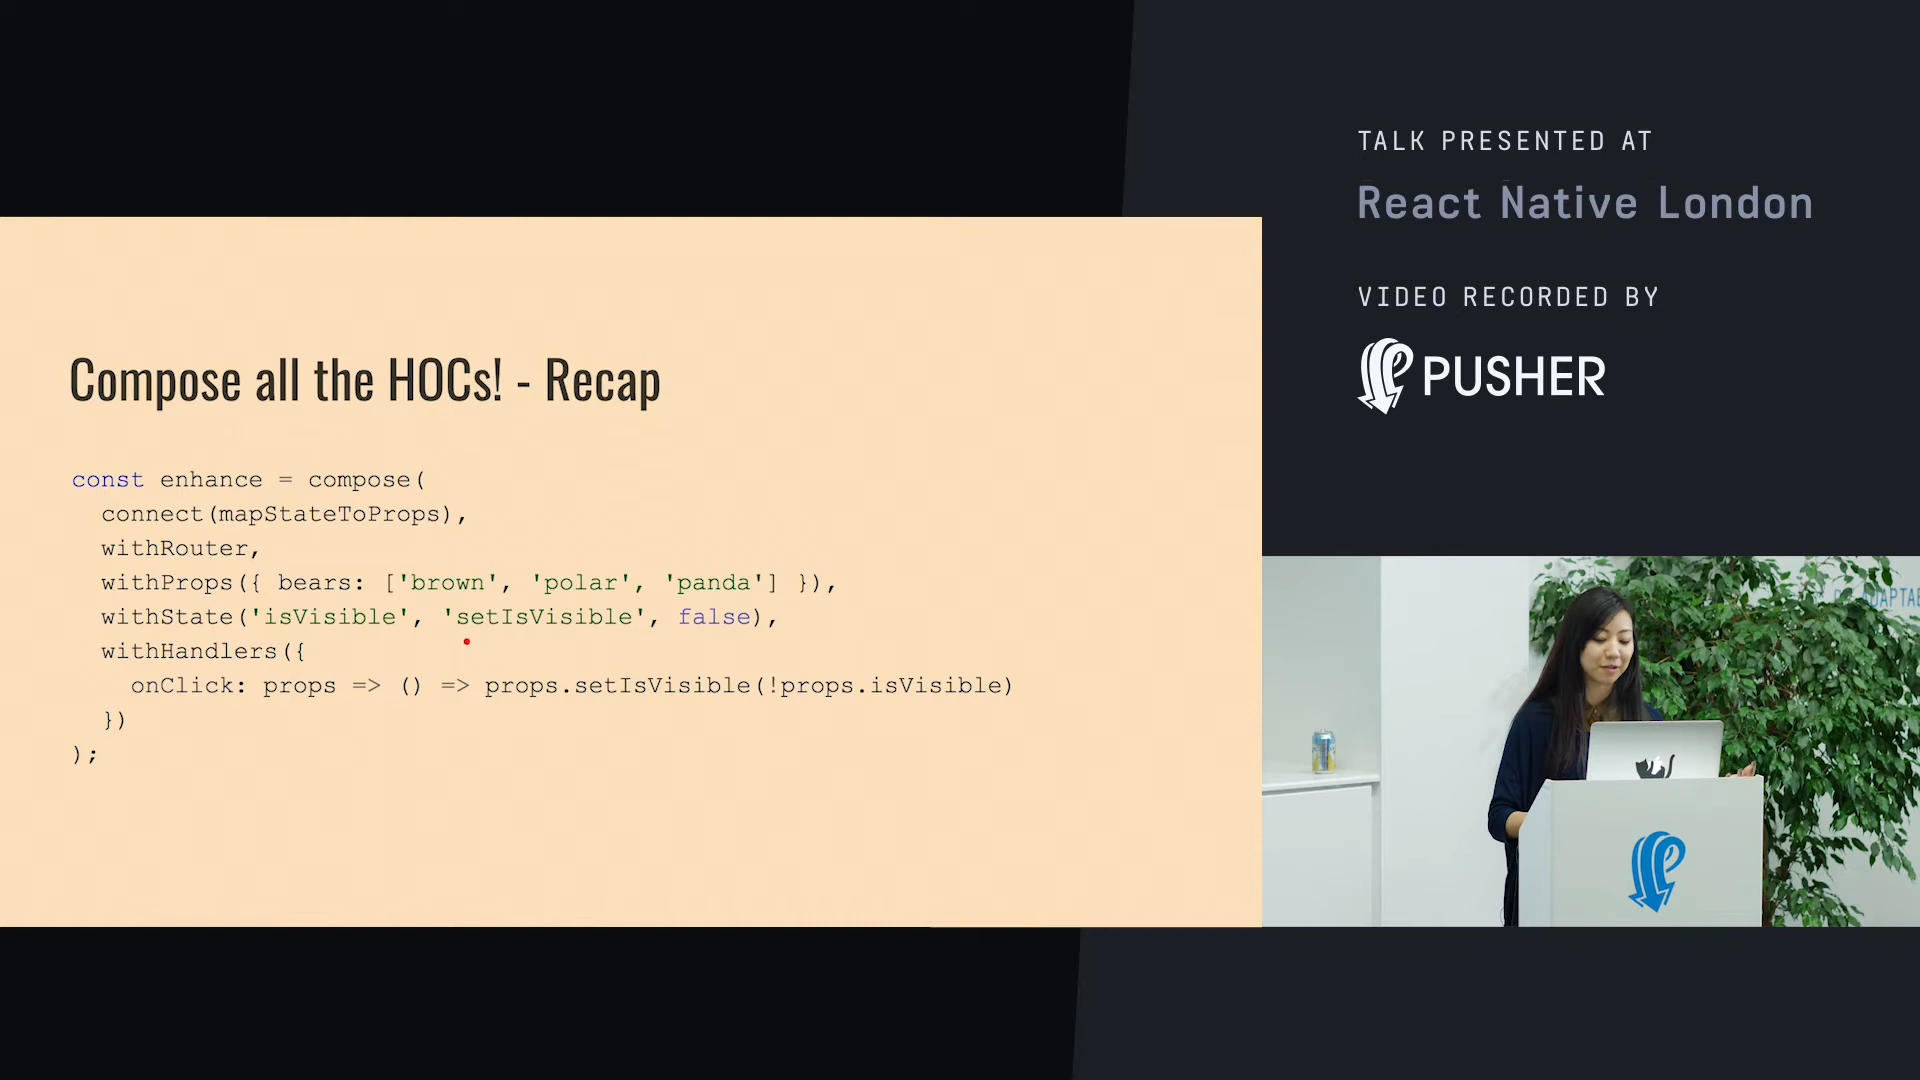 TALK PRESENTED AT
React Native London
VIDEO RECORDED BY
PUSHER
Compose all the HOCs! - Recap
const enhance = compose(
connect(mapStateToProps),
withRouter,
withProps({ bears: ['brown', 'polar', 'panda'] }),
withState('isVisible', 'setIsVisible', false),
withHandlers({
onClick: props => () => props.setIsVisible(!props.isVisible)
})
);